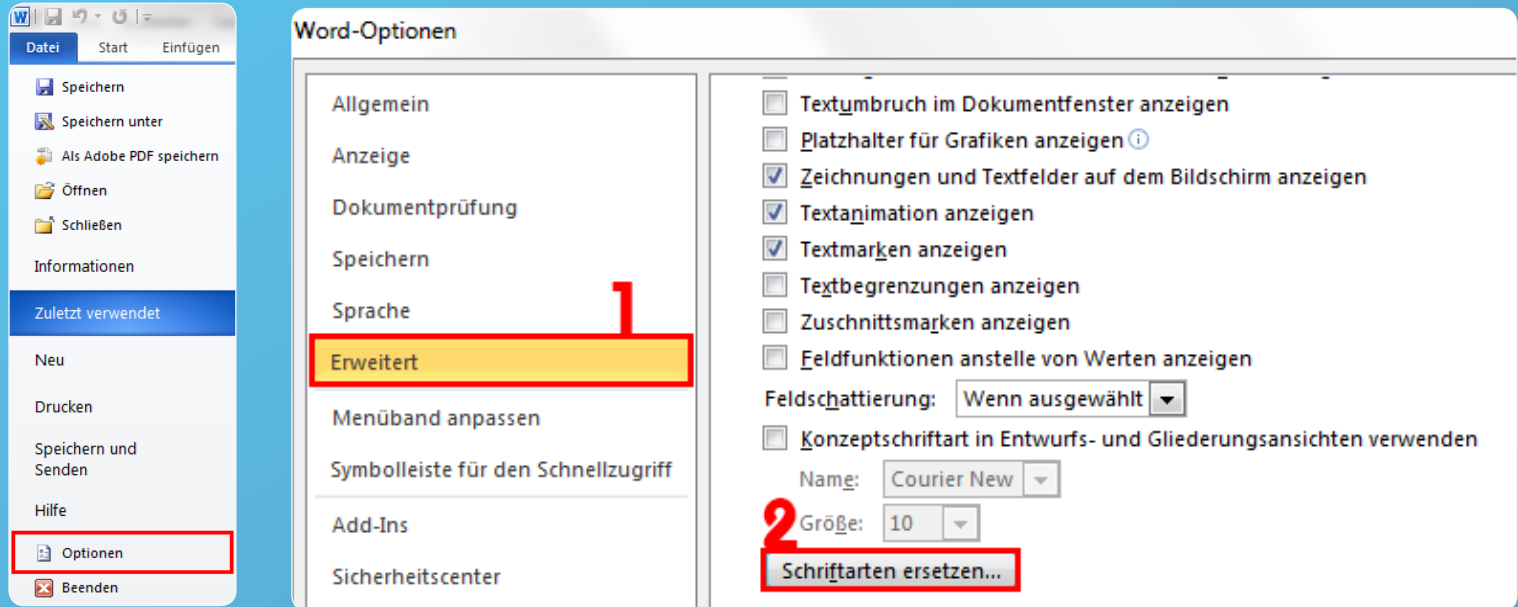 Datei Start Einfügen
Speichern
Speichern unter
Als Adobe PDF speichern
Öffnen
Schließen
Informationen
Zuletzt verwendet
Neu
Drucken
Speichern und
Senden
Hilfe
Optionen
Beenden
Word-Optionen
Allgemein
Anzeige
Dokumentprüfung
Speichern
Sprache
1
Erweitert
Menüband anpassen
Symbolleiste für den Schnellzugriff
Add-Ins
Sicherheitscenter
Textumbruch im Dokumentfenster anzeigen
Platzhalter für Grafiken anzeigen
Zeichnungen und Textfelder auf dem Bildschirm anzeigen
Textanimation anzeigen
Textmarken anzeigen
Textbegrenzungen anzeigen
Zuschnittsmarken anzeigen
Feldfunktionen anstelle von Werten anzeigen
Feldschattierung: Wenn ausgewählt
Konzeptschriftart in Entwurfs- und Gliederungsansichten verwenden
Name: Courier New
2 Größe: 10
Schriftarten ersetzen...